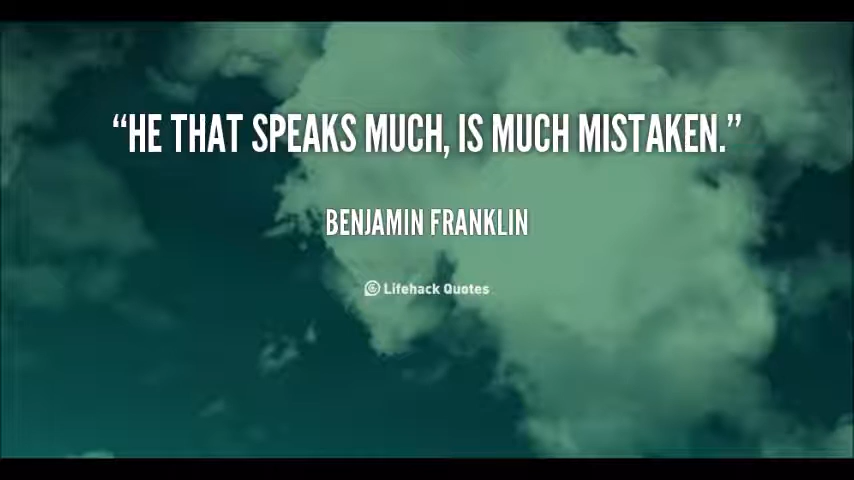 “HE THAT SPEAKS MUCH, IS MUCH MISTAKEN.”
BENJAMIN FRANKLIN
Lifehack Quotes